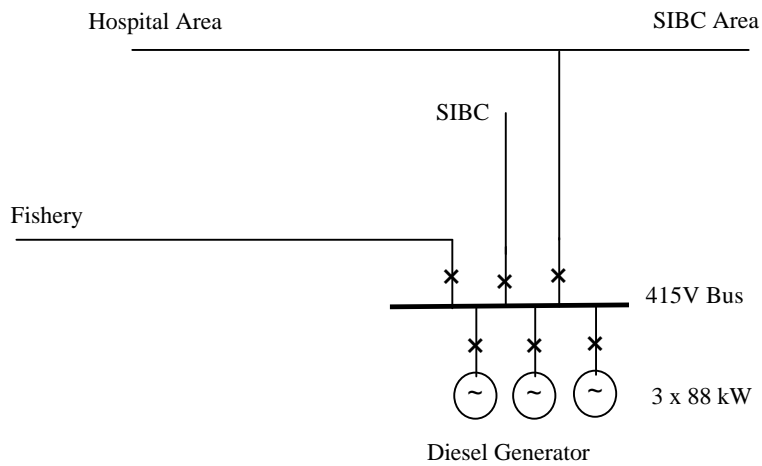 Hospital Area
SIBC Area
SIBC
Fishery
415V Bus
~ ~ ~
3 x 88 kW
Diesel Generator